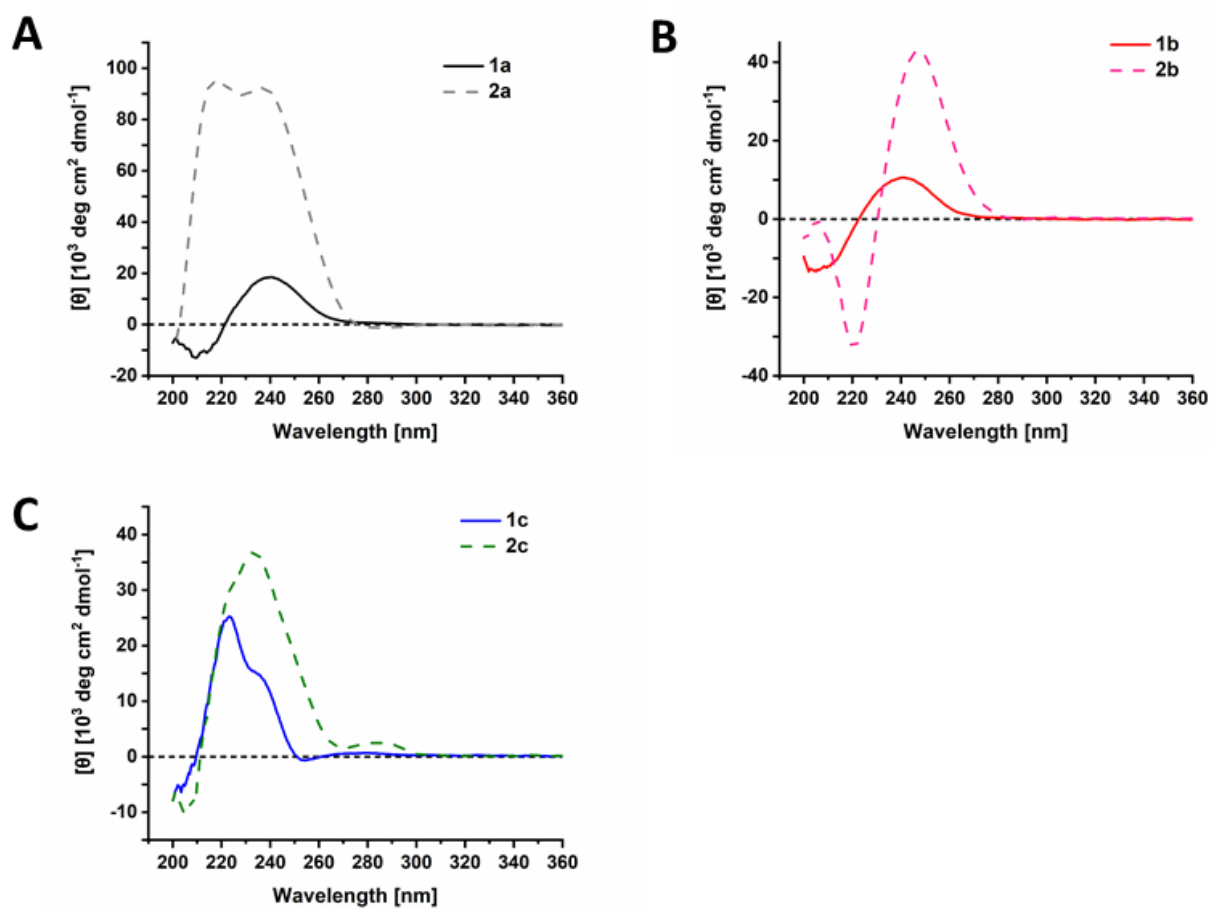 A
1a
2a
[θ] [10³ deg cm² dmol⁻¹]
100
80
60
40
20
0
-20
200 220 240 260 280 300 320 340 360
Wavelength [nm]
B
1b
2b
[θ] [10³ deg cm² dmol⁻¹]
40
20
0
-20
-40
200 220 240 260 280 300 320 340 360
Wavelength [nm]
C
1c
2c
[θ] [10³ deg cm² dmol⁻¹]
40
30
20
10
0
-10
200 220 240 260 280 300 320 340 360
Wavelength [nm]